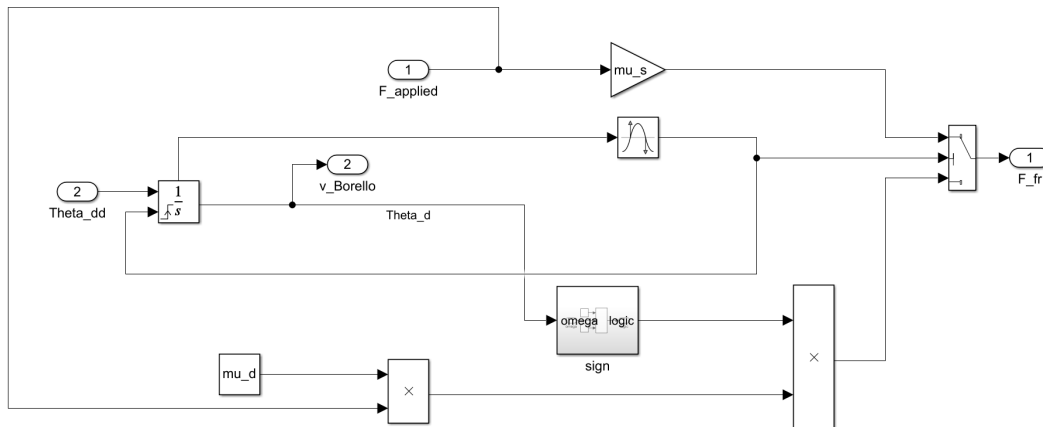 1
F_applied
mu_s
2
v_Borello
1
F_fr
2
Theta_dd
1
s
Theta_d
omega
logic
sign
mu_d
×
×